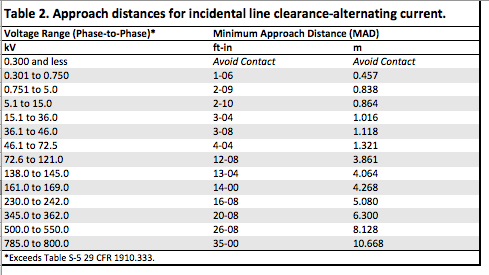 Table 2. Approach distances for incidental line clearance-alternating current.
Voltage Range (Phase-to-Phase)* Minimum Approach Distance (MAD)
kV ft-in m
0.300 and less Avoid Contact Avoid Contact
0.301 to 0.750 1-06 0.457
0.751 to 5.0 2-09 0.838
5.1 to 15.0 2-10 0.864
15.1 to 36.0 3-04 1.016
36.1 to 46.0 3-08 1.118
46.1 to 72.5 4-04 1.321
72.6 to 121.0 12-08 3.861
138.0 to 145.0 13-04 4.064
161.0 to 169.0 14-00 4.268
230.0 to 242.0 16-08 5.080
345.0 to 362.0 20-08 6.300
500.0 to 550.0 26-08 8.128
785.0 to 800.0 35-00 10.668
*Exceeds Table S-5 29 CFR 1910.333.